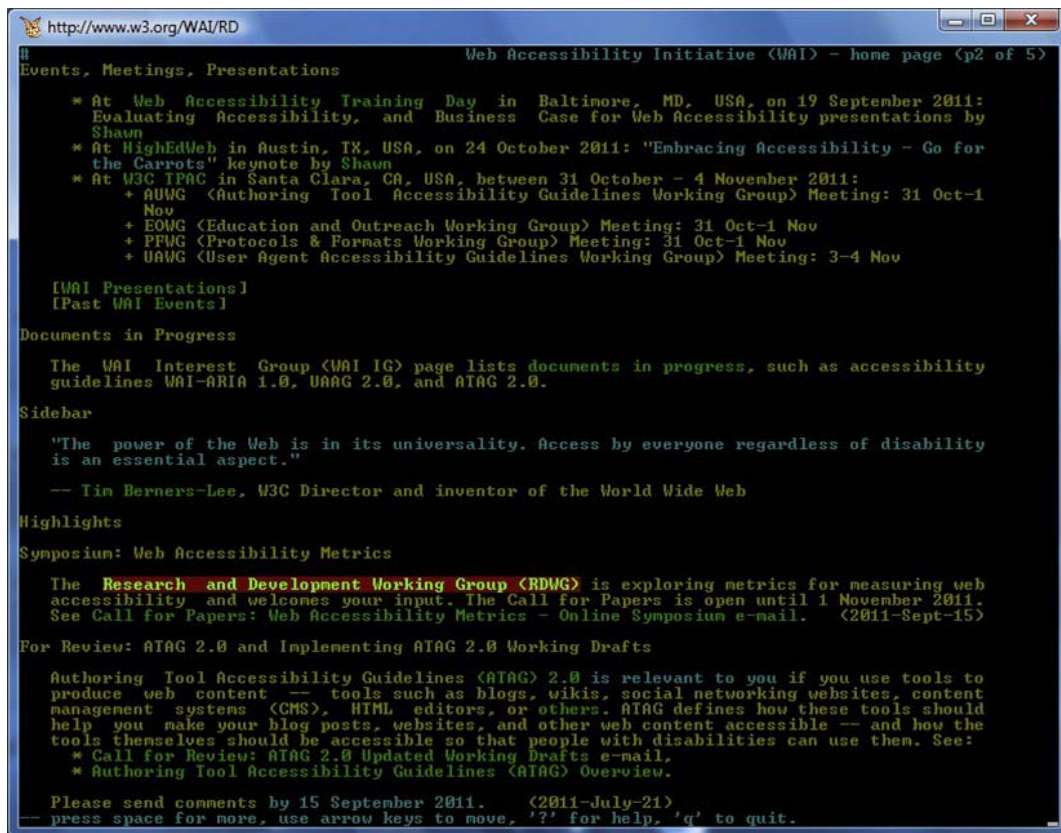 http://www.w3.org/WAI/RD
# Web Accessibility Initiative (WAI) - home page (p2 of 5)
Events, Meetings, Presentations
* At Web Accessibility Training Day in Baltimore, MD, USA, on 19 September 2011:
Evaluating Accessibility, and Business Case for Web Accessibility presentations by
Shawn
* At HighEdWeb in Austin, TX, USA, on 24 October 2011: "Embracing Accessibility - Go for
the Carrots" keynote by Shawn
* At W3C TPAC in Santa Clara, CA, USA, between 31 October - 4 November 2011:
+ AUWG (Authoring Tool Accessibility Guidelines Working Group) Meeting: 31 Oct-1
Nov
+ EOWG (Education and Outreach Working Group) Meeting: 31 Oct-1 Nov
+ PFWG (Protocols & Formats Working Group) Meeting: 31 Oct-1 Nov
+ UAWG (User Agent Accessibility Guidelines Working Group) Meeting: 3-4 Nov
[WAI Presentations]
[Past WAI Events]
Documents in Progress
The WAI Interest Group (WAI IG) page lists documents in progress, such as accessibility
guidelines WAI-ARIA 1.0, UAAG 2.0, and ATAG 2.0.
Sidebar
"The power of the Web is in its universality. Access by everyone regardless of disability
is an essential aspect."
-- Tim Berners-Lee, W3C Director and inventor of the World Wide Web
Highlights
Symposium: Web Accessibility Metrics
The Research and Development Working Group (RDWG) is exploring metrics for measuring web
accessibility and welcomes your input. The Call for Papers is open until 1 November 2011.
See Call for Papers: Web Accessibility Metrics - Online Symposium e-mail. (2011-Sept-15)
For Review: ATAG 2.0 and Implementing ATAG 2.0 Working Drafts
Authoring Tool Accessibility Guidelines (ATAG) 2.0 is relevant to you if you use tools to
produce web content -- tools such as blogs, wikis, social networking websites, content
management systems (CMS), HTML editors, or others. ATAG defines how these tools should
help you make your blog posts, websites, and other web content accessible -- and how the
tools themselves should be accessible so that people with disabilities can use them. See:
* Call for Review: ATAG 2.0 Updated Working Drafts e-mail,
* Authoring Tool Accessibility Guidelines (ATAG) Overview.
Please send comments by 15 September 2011. (2011-July-21)
-- press space for more, use arrow keys to move, '?' for help, 'q' to quit.